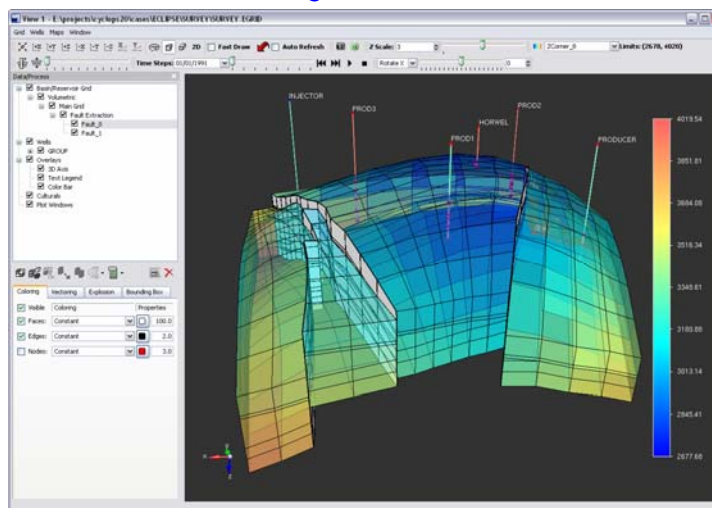 View 1 - E:\projects\cyclops20\cases\ECLIPSE\SURVEY\SURVEY.EGRID
Grid Wells Maps Window
2D Fast Draw Auto Refresh Z Scale: 3 ZCorner_8 Limits: (2678, 4020)
Time Steps: 01/01/1991 Rotate X 0
Data/Process
Basin/Reservoir Grid
Volumetric
Main Grid
Fault Extraction
Fault_0
Fault_1
Wells
GROUP
Overlays
3D Axis
Text Legend
Color Bar
Culturals
Plot Windows
Coloring Vectoring Explosion Bounding Box
Visible Coloring Properties
Faces: Constant 100.0
Edges: Constant 2.0
Nodes: Constant 3.0
INJECTOR
PROD3
PROD2
HORWEL
PROD1
PRODUCER
4019.54
3851.81
3684.08
3516.34
3180.88
3013.14
2845.41
2677.68
X
Z